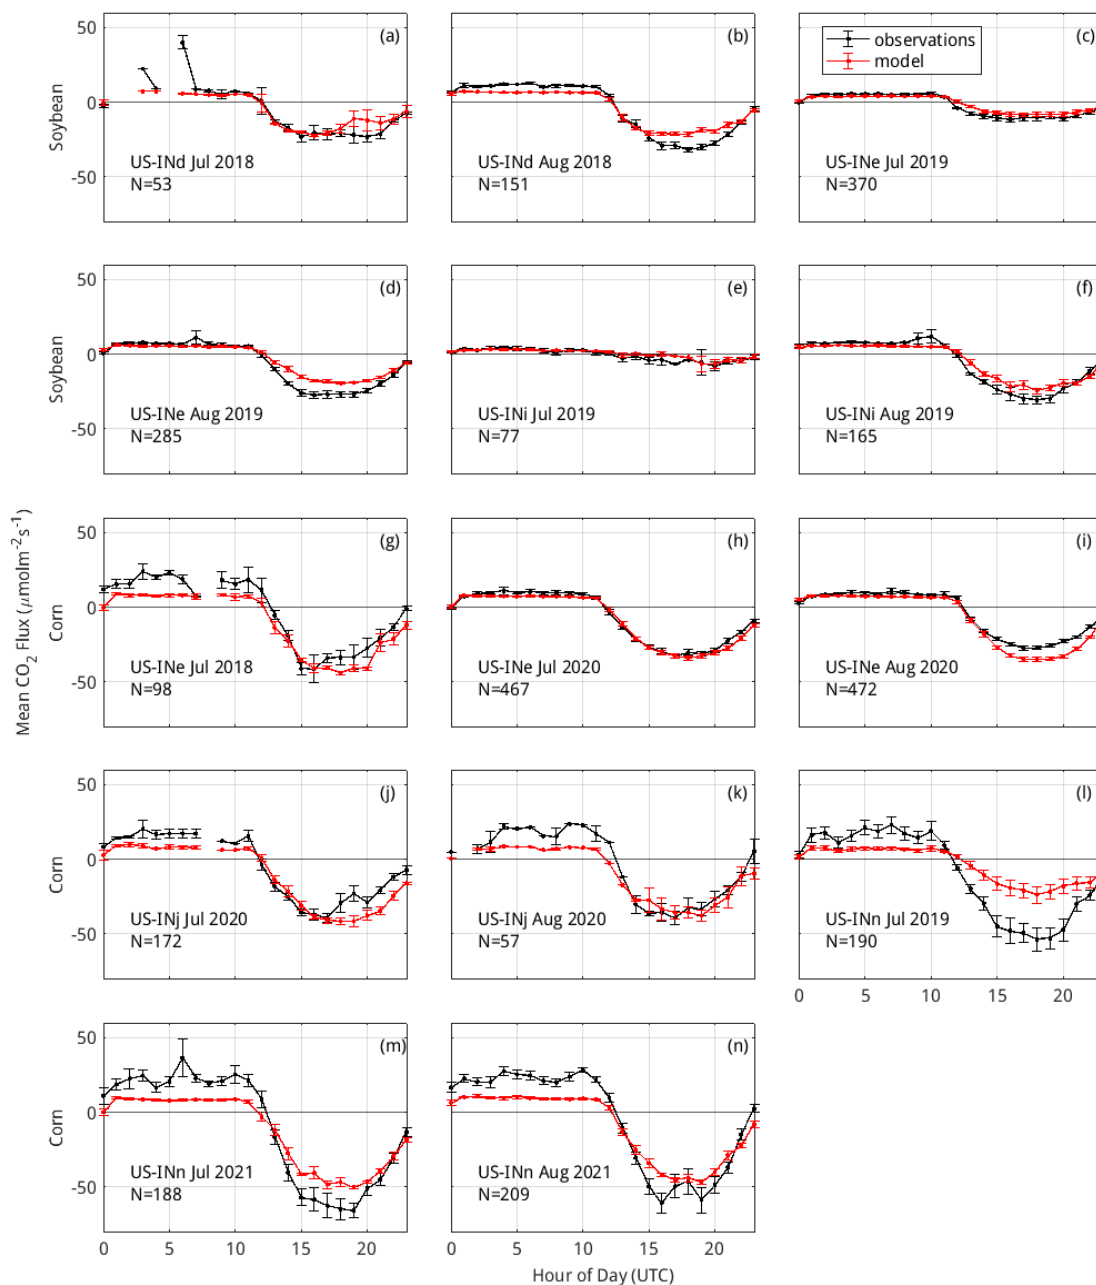 50
0
-50
Soybean
(a)
US-INd Jul 2018
N=53
(b)
US-INd Aug 2018
N=151
observations
model
(c)
US-INe Jul 2019
N=370
50
0
-50
Soybean
(d)
US-INe Aug 2019
N=285
(e)
US-INi Jul 2019
N=77
(f)
US-INi Aug 2019
N=165
Mean CO2 Flux (μmolm-2s-1)
50
0
-50
Corn
(g)
US-INe Jul 2018
N=98
(h)
US-INe Jul 2020
N=467
(i)
US-INe Aug 2020
N=472
50
0
-50
Corn
(j)
US-INj Jul 2020
N=172
(k)
US-INj Aug 2020
N=57
(l)
US-INn Jul 2019
N=190
0 5 10 15 20
50
0
-50
Corn
(m)
US-INn Jul 2021
N=188
(n)
US-INn Aug 2021
N=209
0 5 10 15 20
0 5 10 15 20
Hour of Day (UTC)